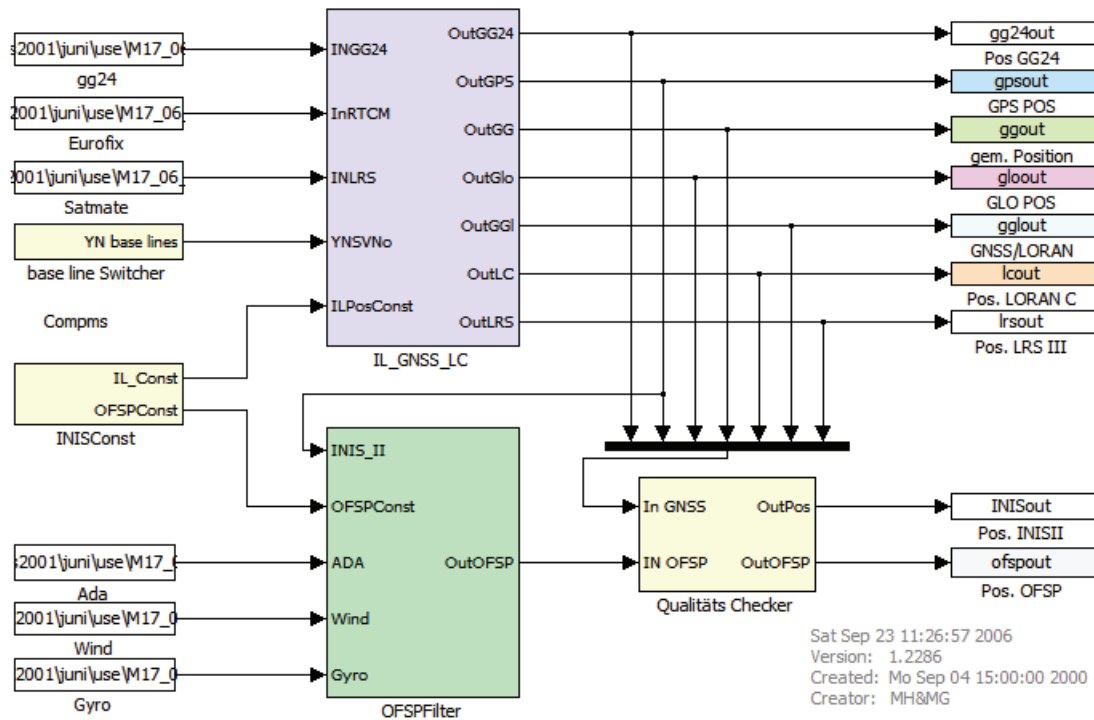 s2001\juni\use\M17_06
gg24
2001\juni\use\M17_06_
Eurofix
2001\juni\use\M17_06_
Satmate
YN base lines
base line Switcher
Compms
IL_Const
OFSPConst
INISConst
s2001\juni\use\M17_0
Ada
2001\juni\use\M17_0
Wind
2001\juni\use\M17_0
Gyro
INGG24
InRTCM
INLRS
YNSVNo
ILPosConst
OutGG24
OutGPS
OutGG
OutGlo
OutGGl
OutLC
OutLRS
IL_GNSS_LC
INIS_II
OFSPConst
ADA
Wind
Gyro
OutOFSP
OFSPFilter
In GNSS
IN OFSP
OutPos
OutOFSP
Qualitäts Checker
gg24out
Pos GG24
gpsout
GPS POS
ggout
gem. Position
gloout
GLO POS
gglout
GNSS/LORAN
lcout
Pos. LORAN C
lrsout
Pos. LRS III
INISout
Pos. INISII
ofspout
Pos. OFSP
Sat Sep 23 11:26:57 2006
Version: 1.2286
Created: Mo Sep 04 15:00:00 2000
Creator: MH&MG